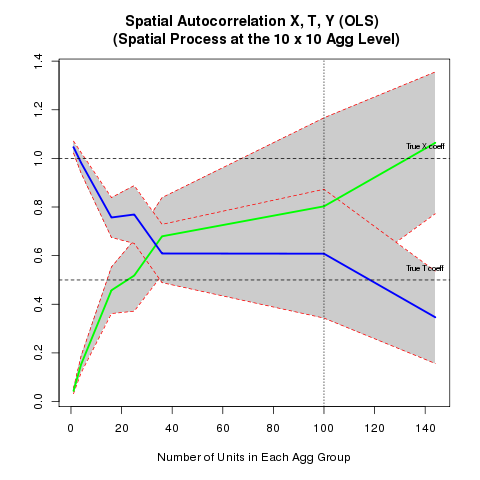 Spatial Autocorrelation X, T, Y (OLS)
(Spatial Process at the 10 x 10 Agg Level)
1.4
1.2
1.0
0.8
0.6
0.4
0.2
0.0
True X coeff
True T coeff
0 20 40 60 80 100 120 140
Number of Units in Each Agg Group